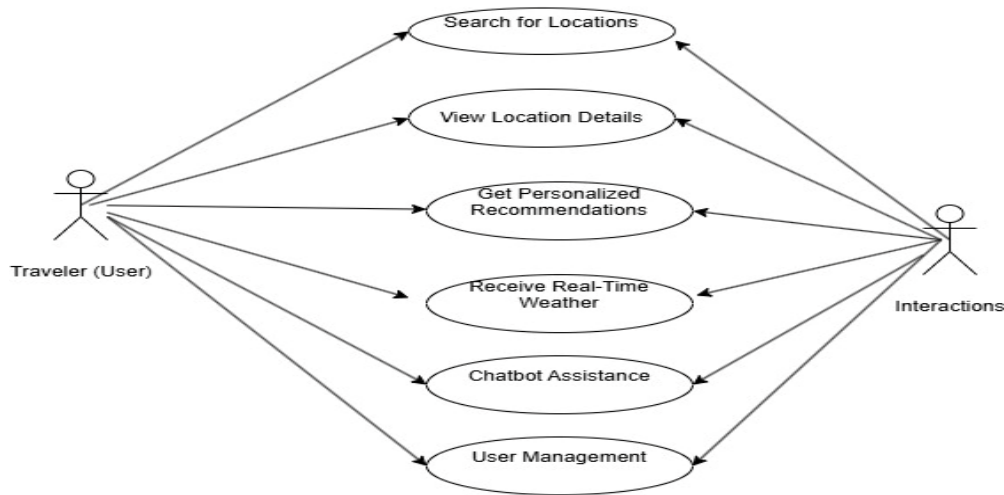 Search for Locations
View Location Details
Get Personalized
Recommendations
Traveler (User)
Receive Real-Time
Weather
Interactions
Chatbot Assistance
User Management